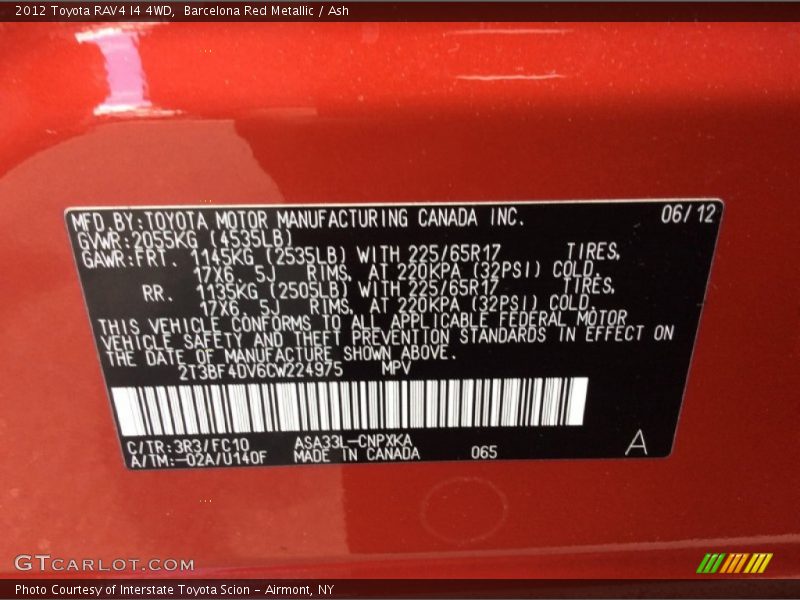 2012 Toyota RAV4 I4 4WD, Barcelona Red Metallic / Ash
MFD.BY:TOYOTA MOTOR MANUFACTURING CANADA INC. 06/12
GVWR:2055KG (4535LB)
GAWR:FRT. 1145KG (2535LB) WITH 225/65R17 TIRES,
17X6.5J RIMS, AT 220KPA (32PSI) COLD.
RR. 1135KG (2505LB) WITH 225/65R17 TIRES,
17X6.5J RIMS, AT 220KPA (32PSI) COLD.
THIS VEHICLE CONFORMS TO ALL APPLICABLE FEDERAL MOTOR
VEHICLE SAFETY AND THEFT PREVENTION STANDARDS IN EFFECT ON
THE DATE OF MANUFACTURE SHOWN ABOVE.
2T3BF4DV6CW224975 MPV
C/TR:3R3/FC10 ASA33L-CNPXKA
A/TM:-02A/U140F MADE IN CANADA 065 A
GTCARLOT.COM
Photo Courtesy of Interstate Toyota Scion - Airmont, NY